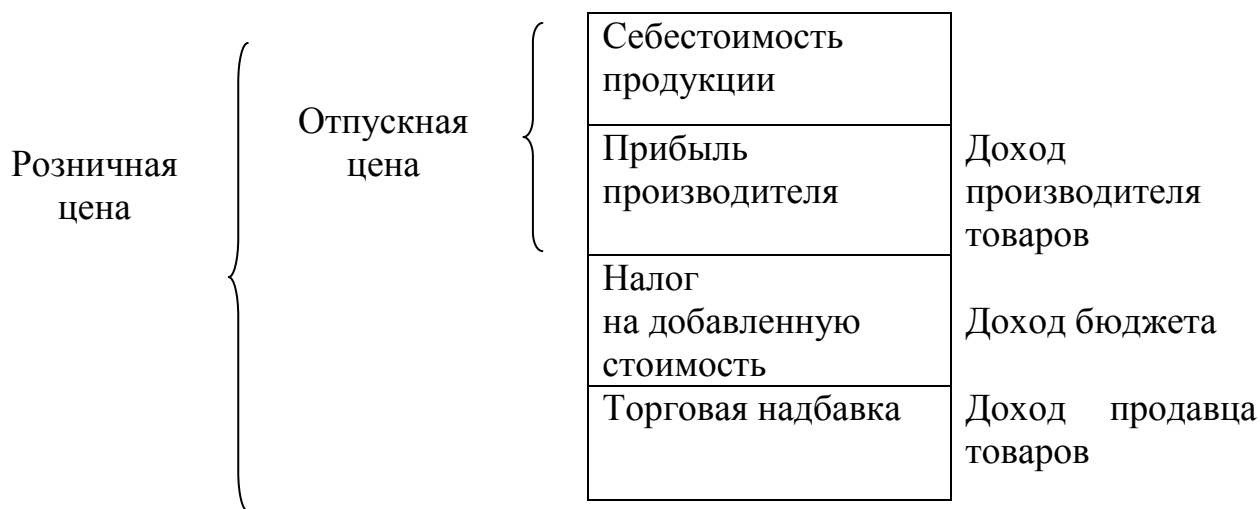 Розничная
цена
Отпускная
цена
Себестоимость
продукции
Прибыль
производителя
Доход
производителя
товаров
Налог
на добавленную
стоимость
Доход бюджета
Торговая надбавка
Доход продавца
товаров